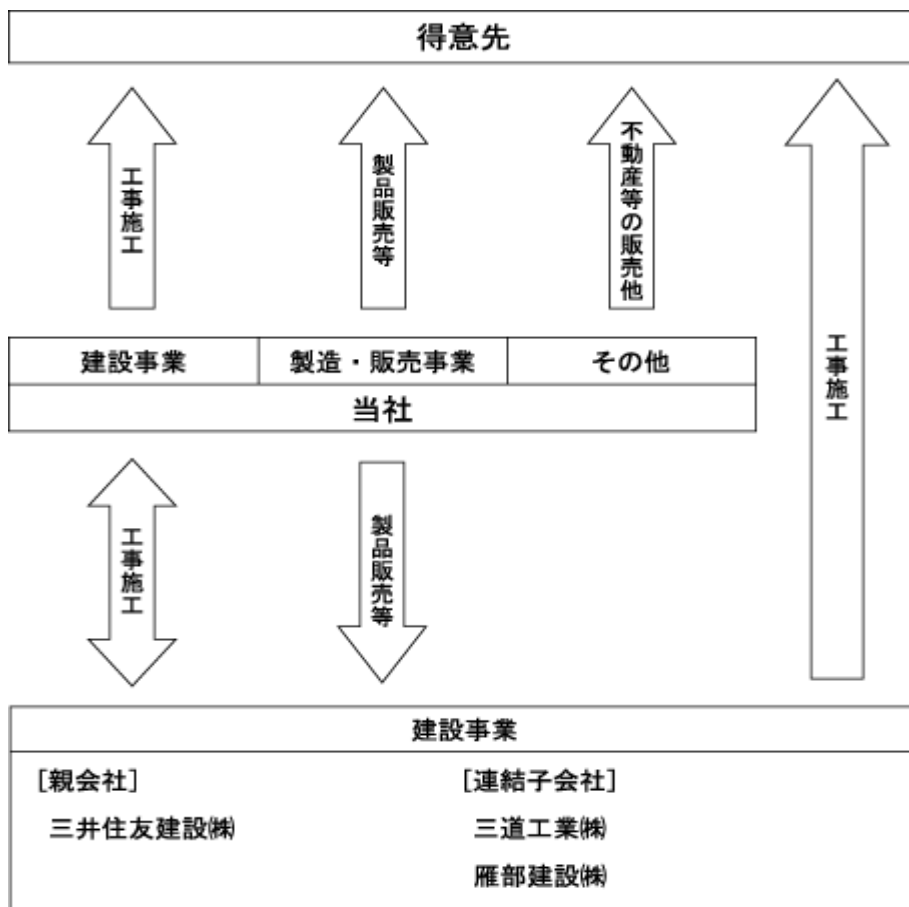 得意先
工事施工
製品販売等
不動産等の販売他
工事施工
建設事業
製造・販売事業
その他
当社
工事施工
製品販売等
建設事業
[親会社]
[連結子会社]
三井住友建設㈱
三道工業㈱
雁部建設㈱